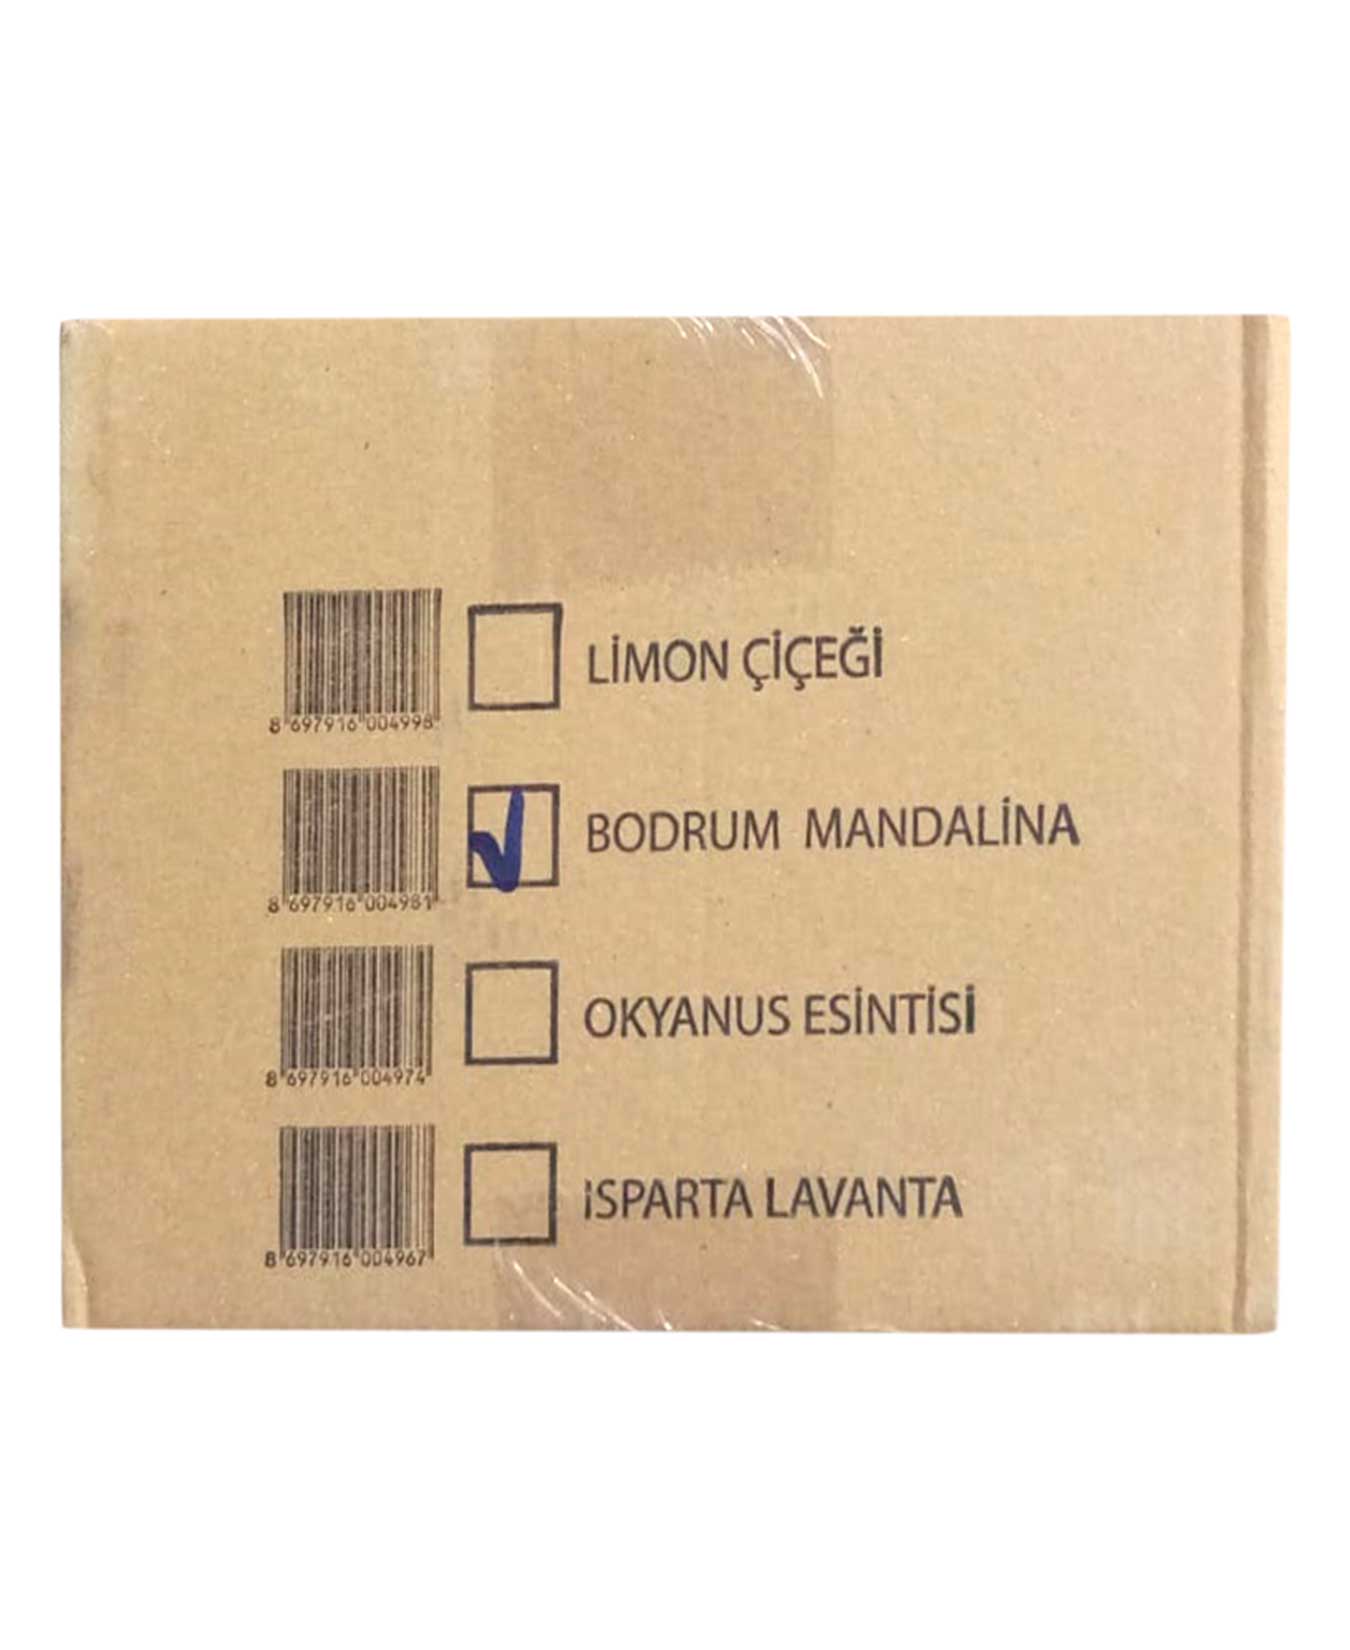 8 697916 004998 LİMON ÇİÇEĞİ
8 697916 004981 BODRUM MANDALİNA
8 697916 004974 OKYANUS ESİNTİSİ
8 697916 004967 ISPARTA LAVANTA